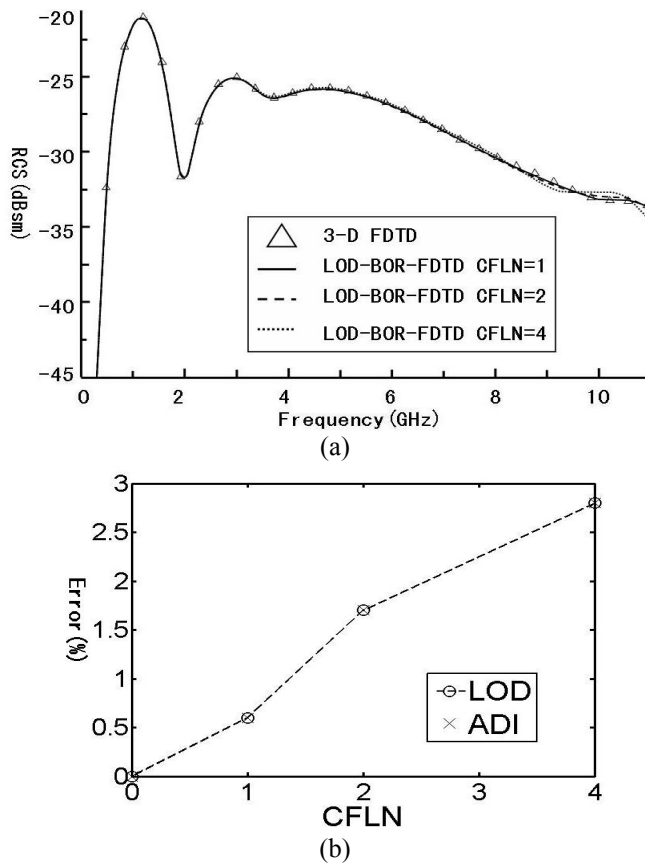 -20
-25
-30
-33
-35
-40
-45
RCS (dBsm)
3-D FDTD
LOD-BOR-FDTD CFLN=1
LOD-BOR-FDTD CFLN=2
LOD-BOR-FDTD CFLN=4
0 2 4 6 8 10
Frequency(GHz)
(a)
3
2.5
2
1.5
1
0.5
0
Error(%)
LOD
ADI
0 1 2 3 4
CFLN
(b)